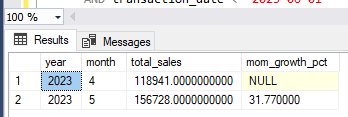 AND transaction_date < '2023-06-01'
100 %
Results Messages
year month total_sales mom_growth_pct
1 2023 4 118941.0000000000 NULL
2 2023 5 156728.0000000000 31.770000